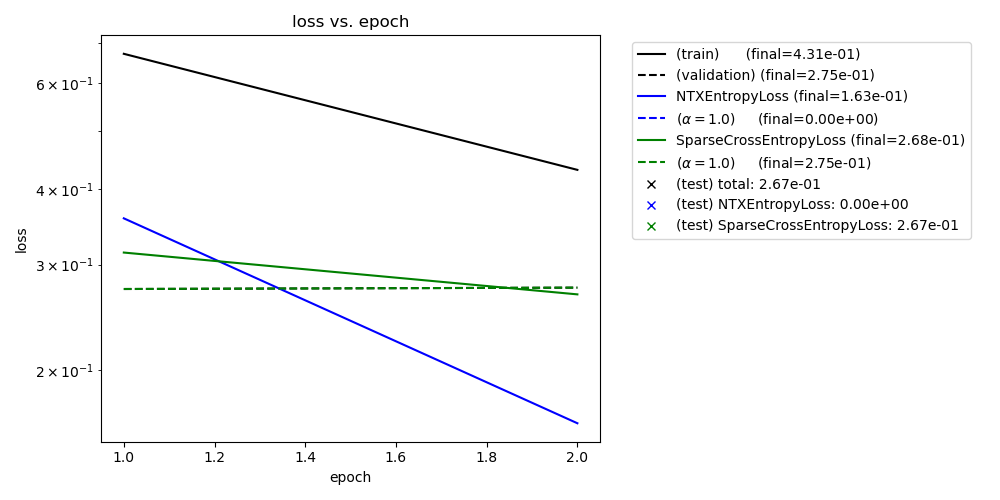 loss vs. epoch
6 × 10⁻¹
4 × 10⁻¹
3 × 10⁻¹
2 × 10⁻¹
loss
1.0 1.2 1.4 1.6 1.8 2.0
epoch
(train) (final=4.31e-01)
(validation) (final=2.75e-01)
NTXEntropyLoss (final=1.63e-01)
(α = 1.0) (final=0.00e+00)
SparseCrossEntropyLoss (final=2.68e-01)
(α = 1.0) (final=2.75e-01)
(test) total: 2.67e-01
(test) NTXEntropyLoss: 0.00e+00
(test) SparseCrossEntropyLoss: 2.67e-01